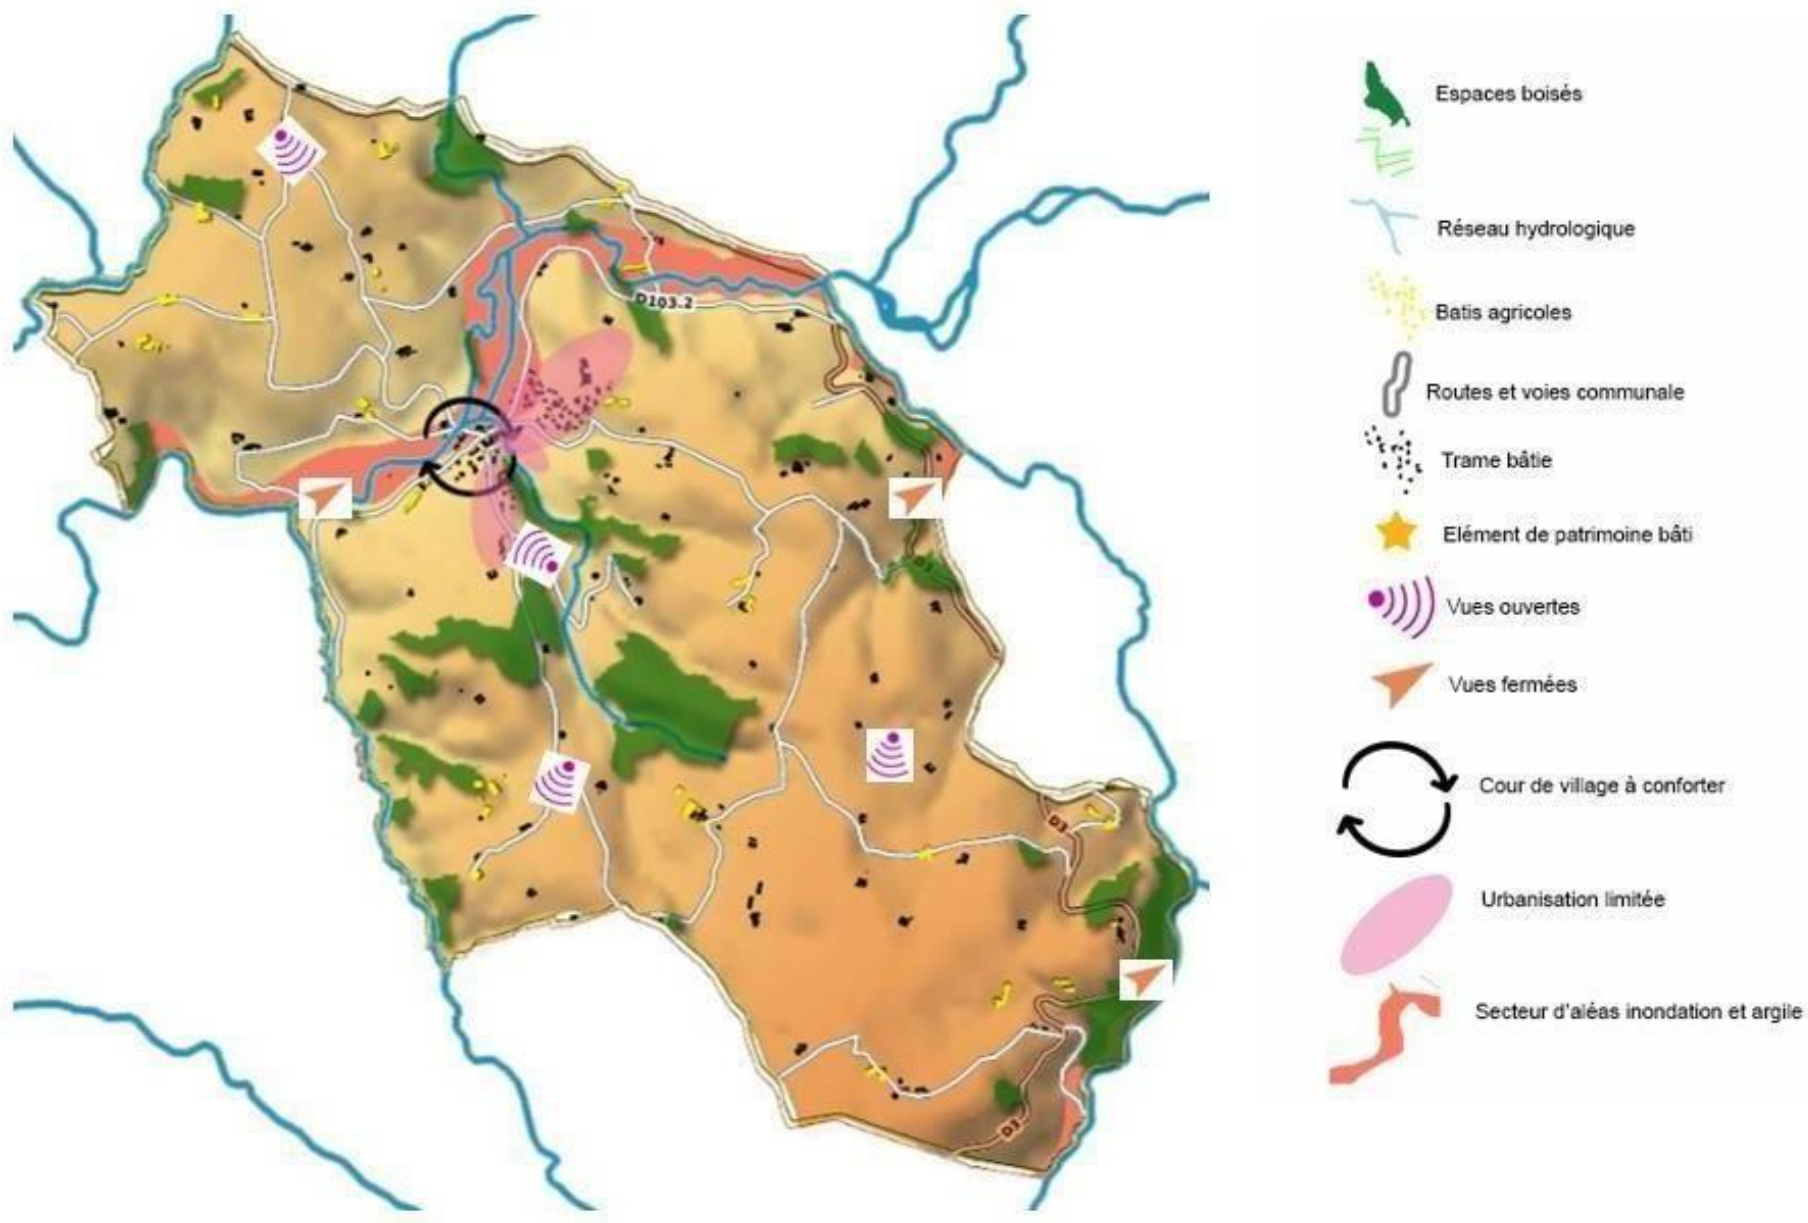 D103.2
D3
D3
Espaces boisés
Réseau hydrologique
Batis agricoles
Routes et voies communale
Trame bâtie
Elément de patrimoine bâti
Vues ouvertes
Vues fermées
Cour de village à conforter
Urbanisation limitée
Secteur d'aléas inondation et argile